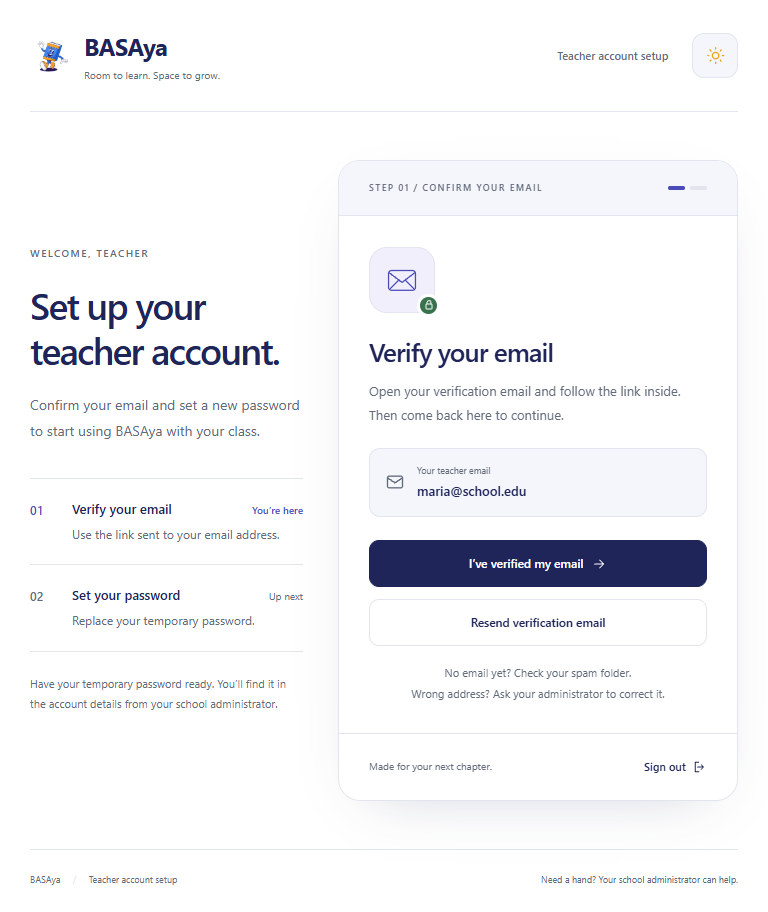 BASAya
Room to learn. Space to grow.
Teacher account setup
WELCOME, TEACHER
Set up your
teacher account.
Confirm your email and set a new password
to start using BASAya with your class.
01 Verify your email You're here
Use the link sent to your email address.
02 Set your password Up next
Replace your temporary password.
Have your temporary password ready. You'll find it in
the account details from your school administrator.
STEP 01 / CONFIRM YOUR EMAIL
Verify your email
Open your verification email and follow the link inside.
Then come back here to continue.
Your teacher email
maria@school.edu
I've verified my email →
Resend verification email
No email yet? Check your spam folder.
Wrong address? Ask your administrator to correct it.
Made for your next chapter.
Sign out
BASAya / Teacher account setup
Need a hand? Your school administrator can help.